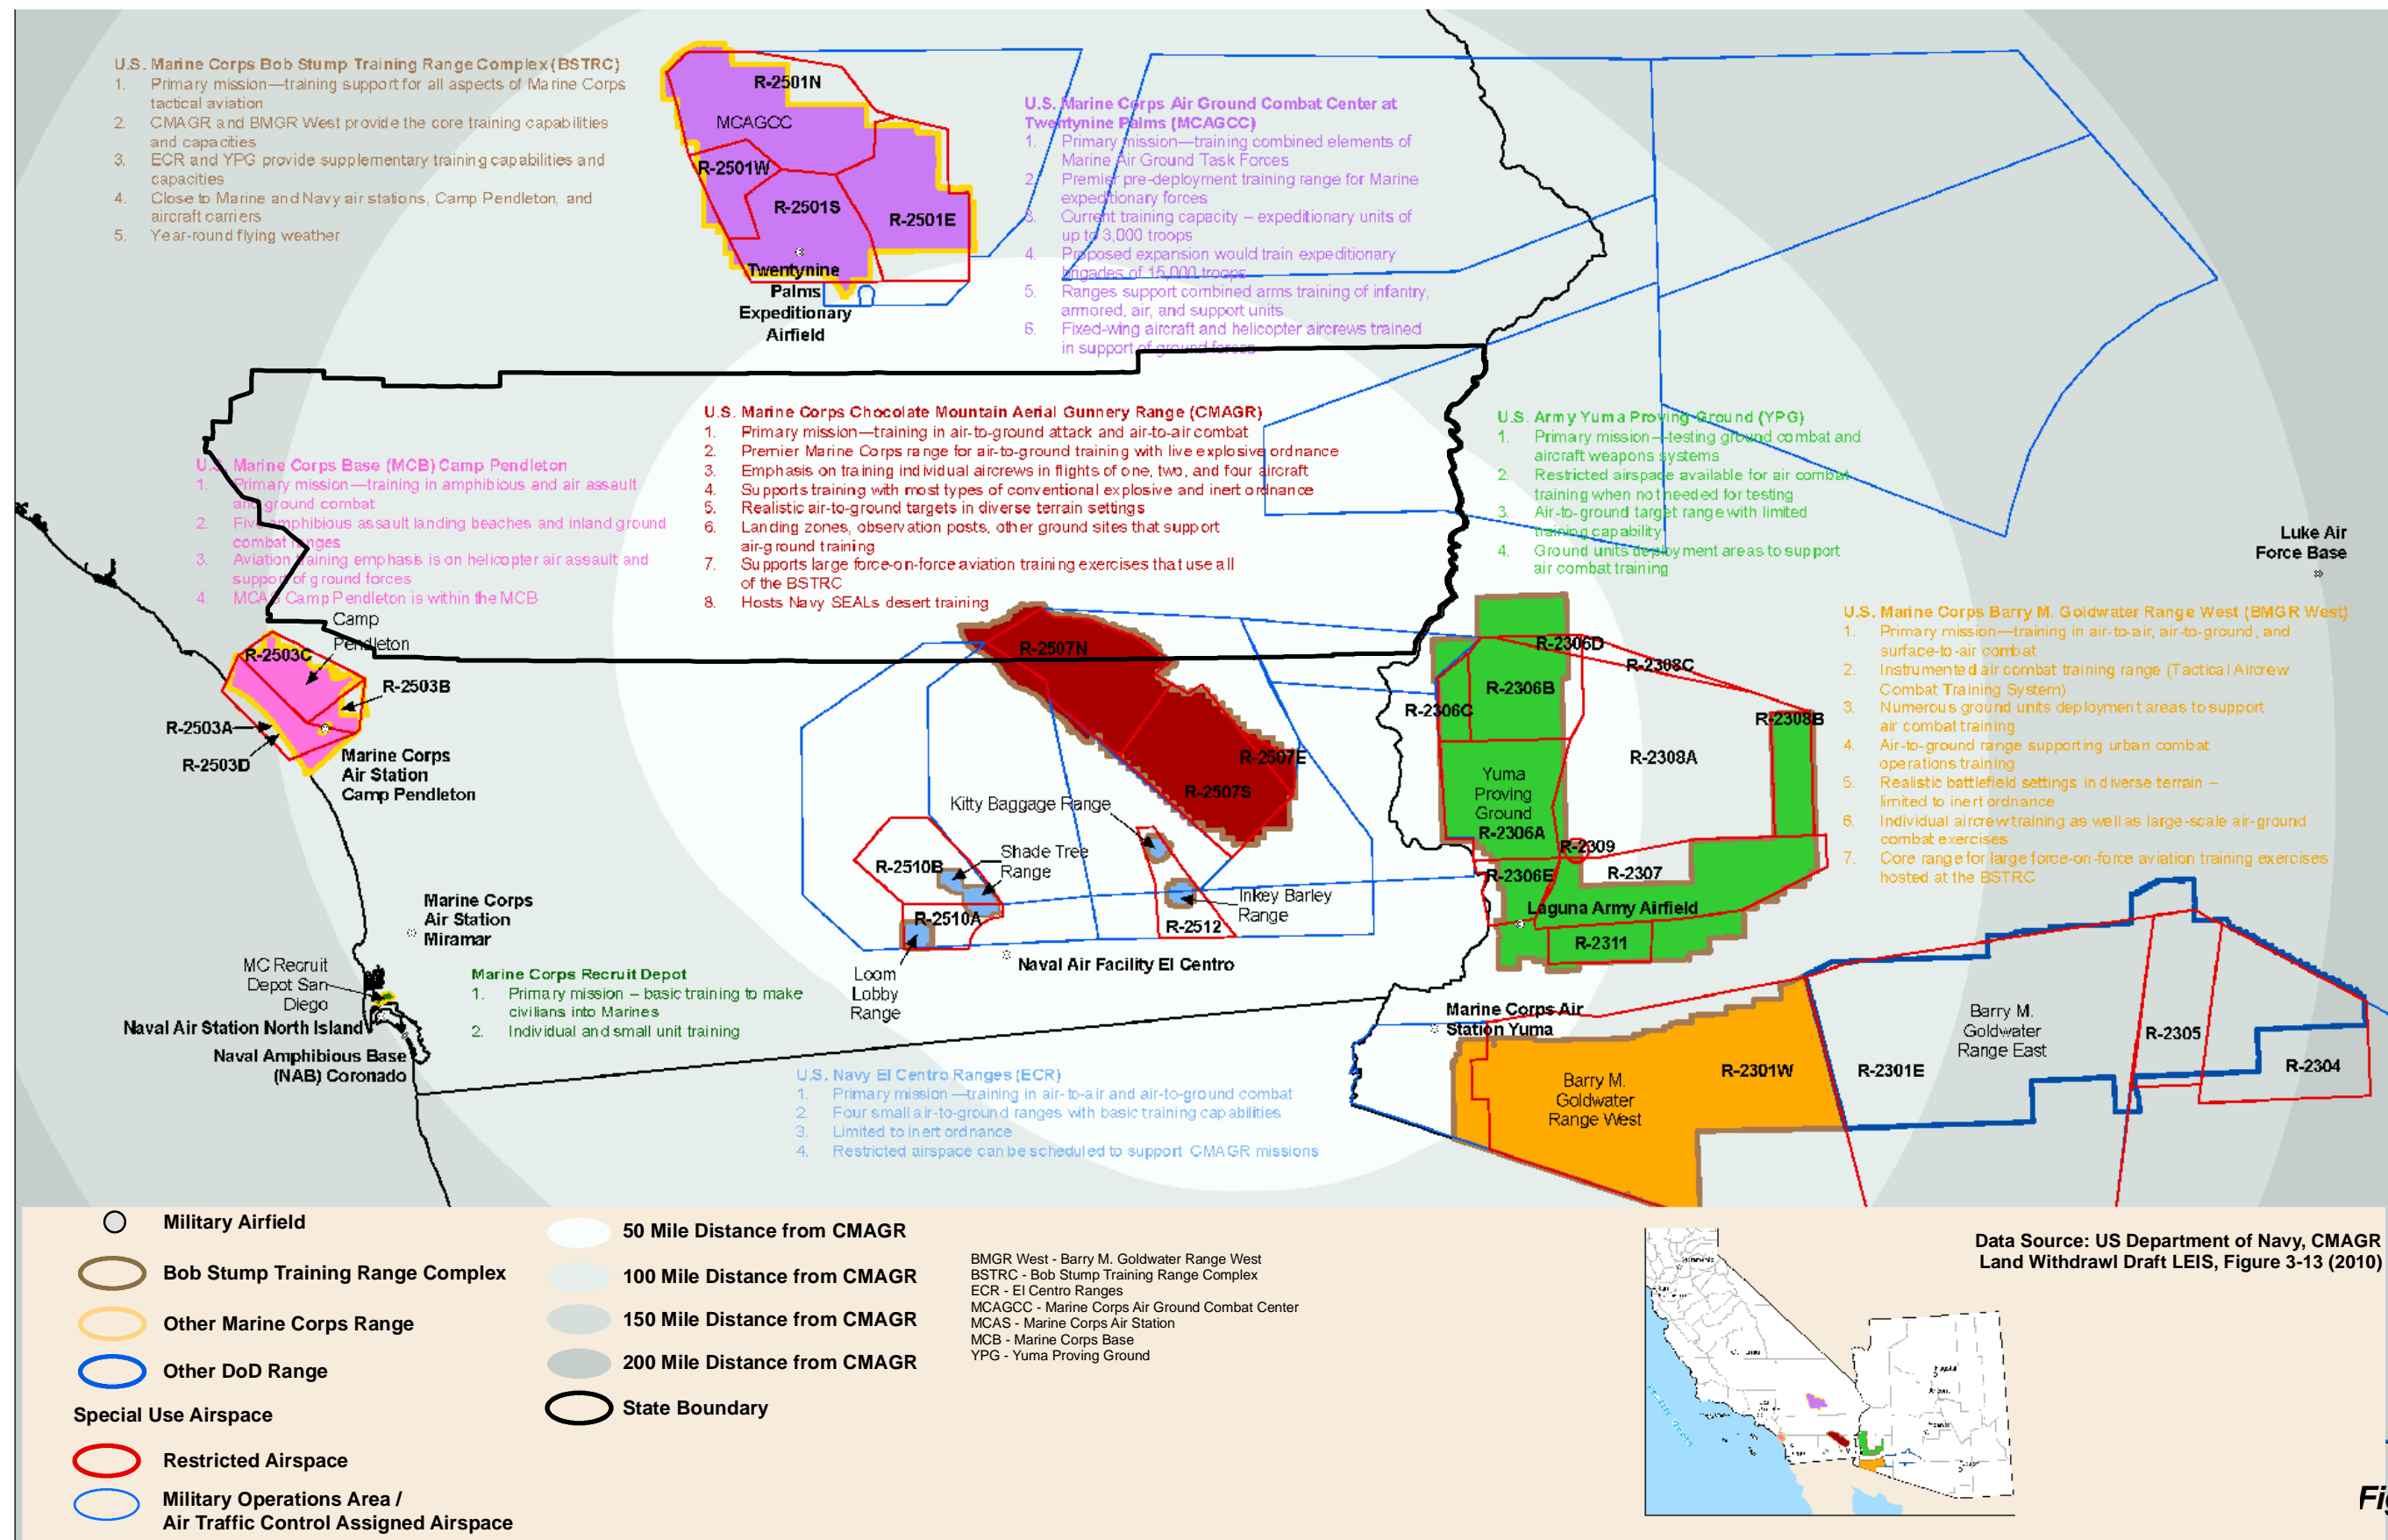 U.S. Marine Corps Bob Stump Training Range Complex (BSTRC)
1. Primary mission—training support for all aspects of Marine Corps
tactical aviation
2. CMAGR and BMGR West provide the core training capabilities
and capacities
3. ECR and YPG provide supplementary training capabilities and
capacities
4. Close to Marine and Navy air stations, Camp Pendleton, and
aircraft carriers
5. Year-round flying weather
R-2501N
MCAGCC
R-2501W
R-2501S
R-2501E
Twentynine
Palms
Expeditionary
Airfield
U.S. Marine Corps Air Ground Combat Center at
Twentynine Palms (MCAGCC)
1. Primary mission—training combined elements of
Marine Air Ground Task Forces
2. Premier pre-deployment training range for Marine
expeditionary forces
3. Current training capacity – expeditionary units of
up to 3,000 troops
4. Proposed expansion would train expeditionary
brigades of 15,000 troops
5. Ranges support combined arms training of infantry,
armored, air, and support units
6. Fixed-wing aircraft and helicopter aircrews trained
in support of ground forces
U.S. Marine Corps Chocolate Mountain Aerial Gunnery Range (CMAGR)
1. Primary mission—training in air-to-ground attack and air-to-air combat
2. Premier Marine Corps range for air-to-ground training with live explosive ordnance
3. Emphasis on training individual aircrews in flights of one, two, and four aircraft
4. Supports training with most types of conventional explosive and inert ordnance
5. Realistic air-to-ground targets in diverse terrain settings
6. Landing zones, observation posts, other ground sites that support
air-ground training
7. Supports large force-on-force aviation training exercises that use all
of the BSTRC
8. Hosts Navy SEALs desert training
U.S. Army Yuma Proving Ground (YPG)
1. Primary mission—testing ground combat and
aircraft weapons systems
2. Restricted airspace available for air combat
training when not needed for testing
3. Air-to-ground target range with limited
training capability
4. Ground units deployment areas to support
air combat training
Luke Air
Force Base
U.S. Marine Corps Base (MCB) Camp Pendleton
1. Primary mission—training in amphibious and air assault
and ground combat
2. Five amphibious assault landing beaches and inland ground
combat ranges
3. Aviation training emphasis is on helicopter air assault and
support of ground forces
4. MCAS Camp Pendleton is within the MCB
Camp
Pendleton
R-2503C
R-2503B
R-2503A
R-2503D
Marine Corps
Air Station
Camp Pendleton
U.S. Marine Corps Barry M. Goldwater Range West (BMGR West)
1. Primary mission—training in air-to-air, air-to-ground, and
surface-to-air combat
2. Instrumented air combat training range (Tactical Aircrew
Combat Training System)
3. Numerous ground units deployment areas to support
air combat training
4. Air-to-ground range supporting urban combat
operations training
5. Realistic battlefield settings in diverse terrain –
limited to inert ordnance
6. Individual aircrew training as well as large-scale air-ground
combat exercises
7. Core range for large force-on-force aviation training exercises
hosted at the BSTRC
R-2507N
R-2507E
R-2507S
Kitty Baggage Range
Shade Tree
Range
R-2510B
R-2510A
Inkey Barley
Range
R-2512
Loom
Lobby
Range
Naval Air Facility El Centro
R-2306D
R-2308C
R-2306B
R-2306C
R-2308B
R-2308A
Yuma
Proving
Ground
R-2306A
R-2309
R-2306E
R-2307
Laguna Army Airfield
R-2311
Marine Corps
Air Station
Miramar
MC Recruit
Depot San
Diego
Naval Air Station North Island
Naval Amphibious Base
(NAB) Coronado
Marine Corps Recruit Depot
1. Primary mission – basic training to make
civilians into Marines
2. Individual and small unit training
U.S. Navy El Centro Ranges (ECR)
1. Primary mission —training in air-to-air and air-to-ground combat
2. Four small air-to-ground ranges with basic training capabilities
3. Limited to inert ordnance
4. Restricted airspace can be scheduled to support CMAGR missions
Marine Corps Air
Station Yuma
Barry M.
Goldwater
Range West
R-2301W
R-2301E
Barry M.
Goldwater
Range East
R-2305
R-2304
Military Airfield
Bob Stump Training Range Complex
Other Marine Corps Range
Other DoD Range
Special Use Airspace
Restricted Airspace
Military Operations Area /
Air Traffic Control Assigned Airspace
50 Mile Distance from CMAGR
100 Mile Distance from CMAGR
150 Mile Distance from CMAGR
200 Mile Distance from CMAGR
State Boundary
BMGR West - Barry M. Goldwater Range West
BSTRC - Bob Stump Training Range Complex
ECR - El Centro Ranges
MCAGCC - Marine Corps Air Ground Combat Center
MCAS - Marine Corps Air Station
MCB - Marine Corps Base
YPG - Yuma Proving Ground
Data Source: US Department of Navy, CMAGR
Land Withdrawl Draft LEIS, Figure 3-13 (2010)